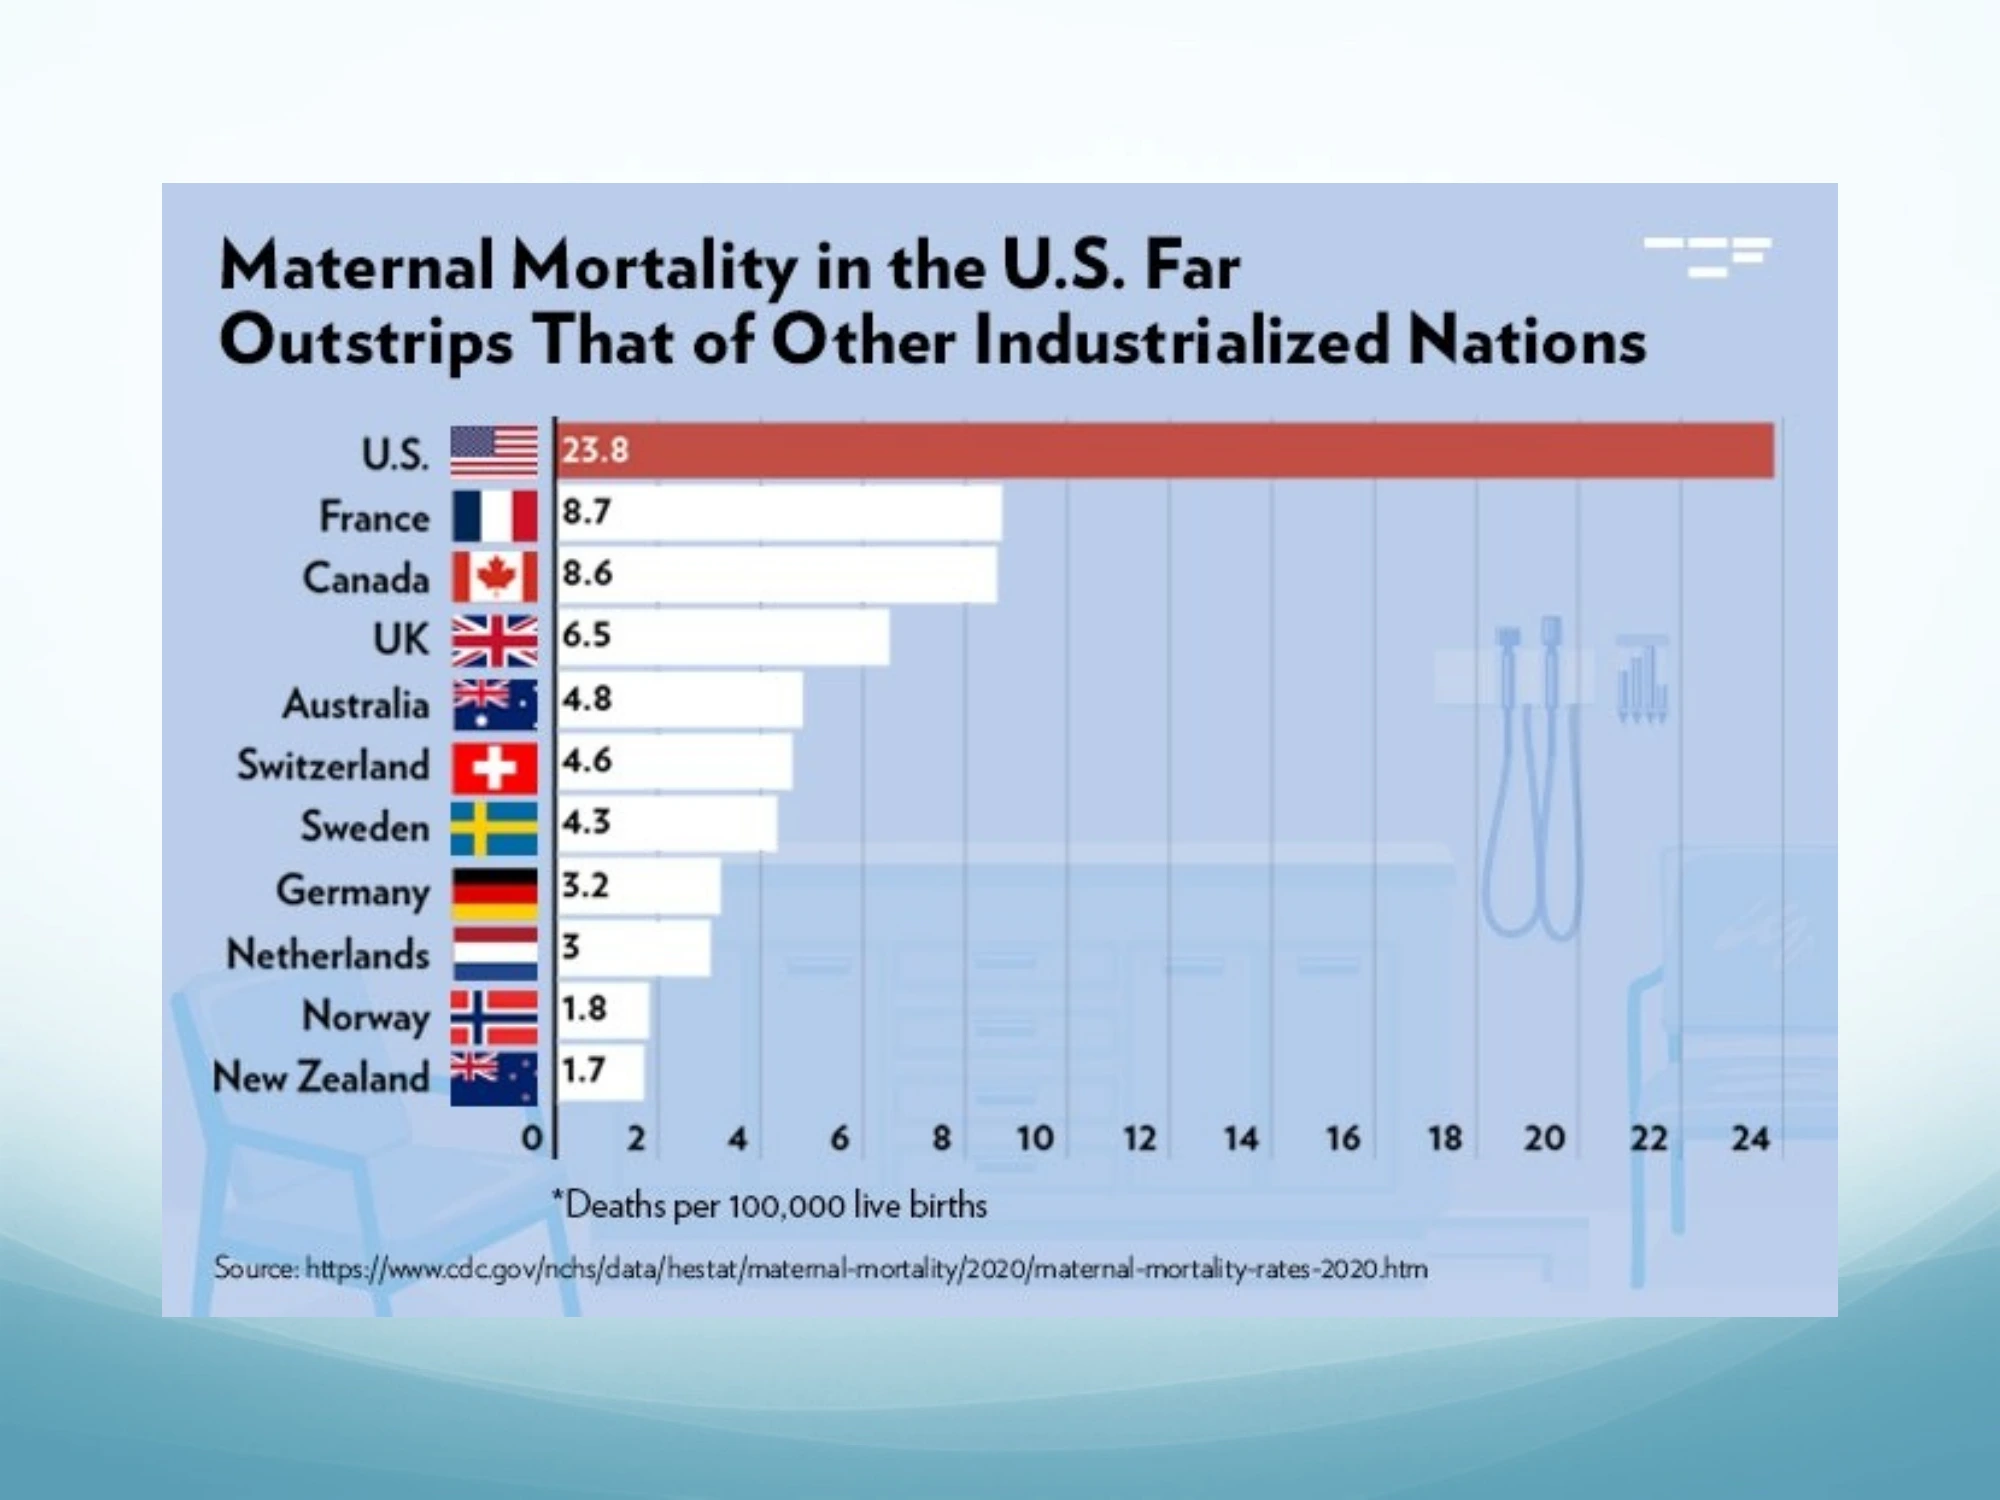 Maternal Mortality in the U.S. Far
Outstrips That of Other Industrialized Nations
U.S. 23.8
France 8.7
Canada 8.6
UK 6.5
Australia 4.8
Switzerland 4.6
Sweden 4.3
Germany 3.2
Netherlands 3
Norway 1.8
New Zealand 1.7
0 2 4 6 8 10 12 14 16 18 20 22 24
*Deaths per 100,000 live births
Source: https://www.cdc.gov/nchs/data/hestat/maternal-mortality/2020/maternal-mortality-rates-2020.htm